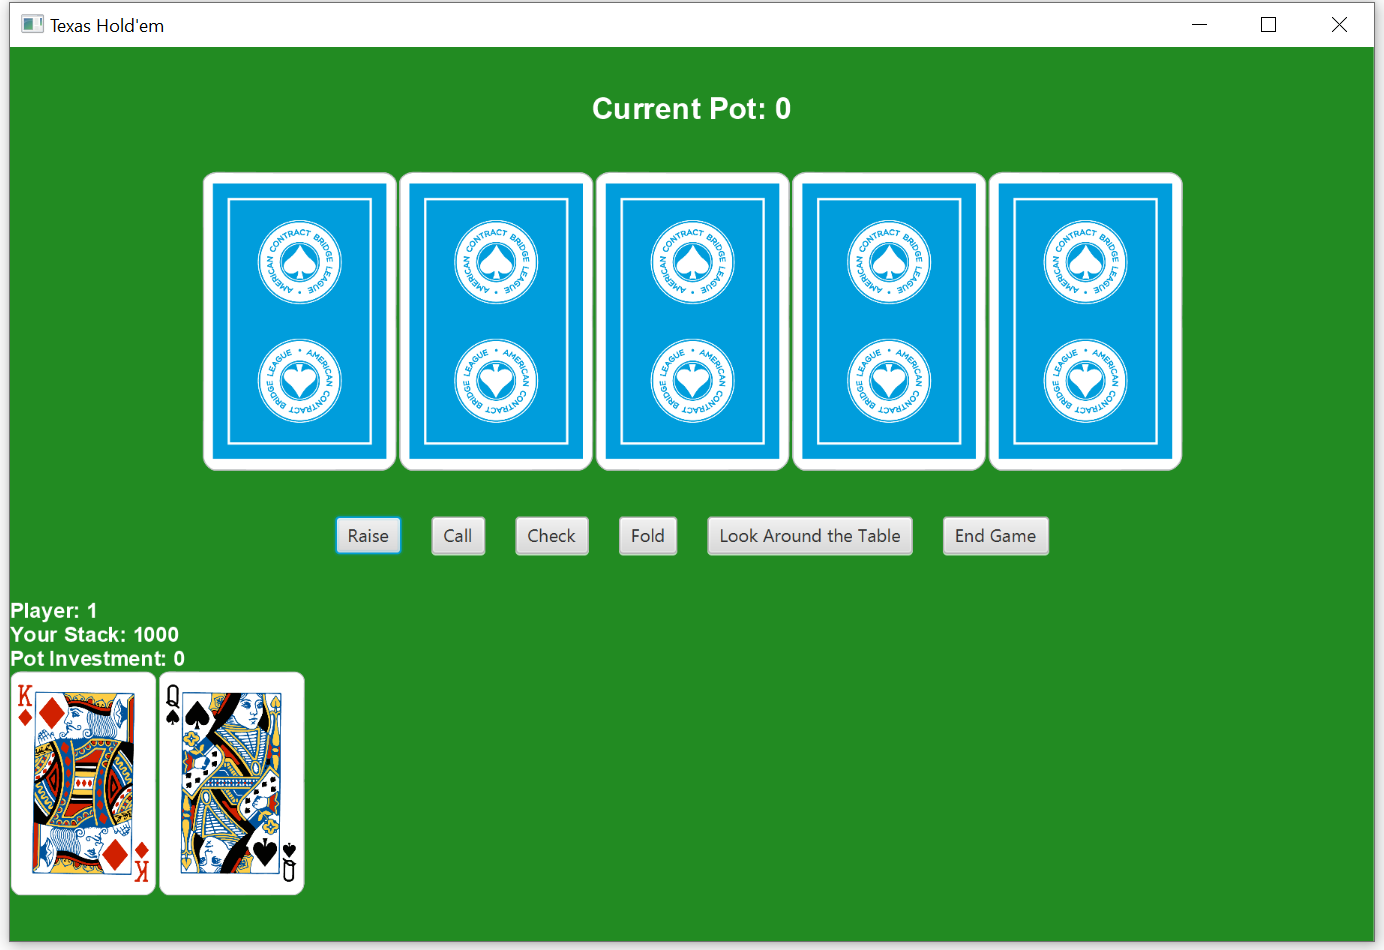 Texas Hold'em
Current Pot: 0
AMERICAN CONTRACT BRIDGE LEAGUE • AMERICAN CONTRACT BRIDGE LEAGUE •
AMERICAN CONTRACT BRIDGE LEAGUE • AMERICAN CONTRACT BRIDGE LEAGUE •
AMERICAN CONTRACT BRIDGE LEAGUE • AMERICAN CONTRACT BRIDGE LEAGUE •
AMERICAN CONTRACT BRIDGE LEAGUE • AMERICAN CONTRACT BRIDGE LEAGUE •
AMERICAN CONTRACT BRIDGE LEAGUE • AMERICAN CONTRACT BRIDGE LEAGUE •
Raise Call Check Fold Look Around the Table End Game
Player: 1
Your Stack: 1000
Pot Investment: 0
K Q
K Q